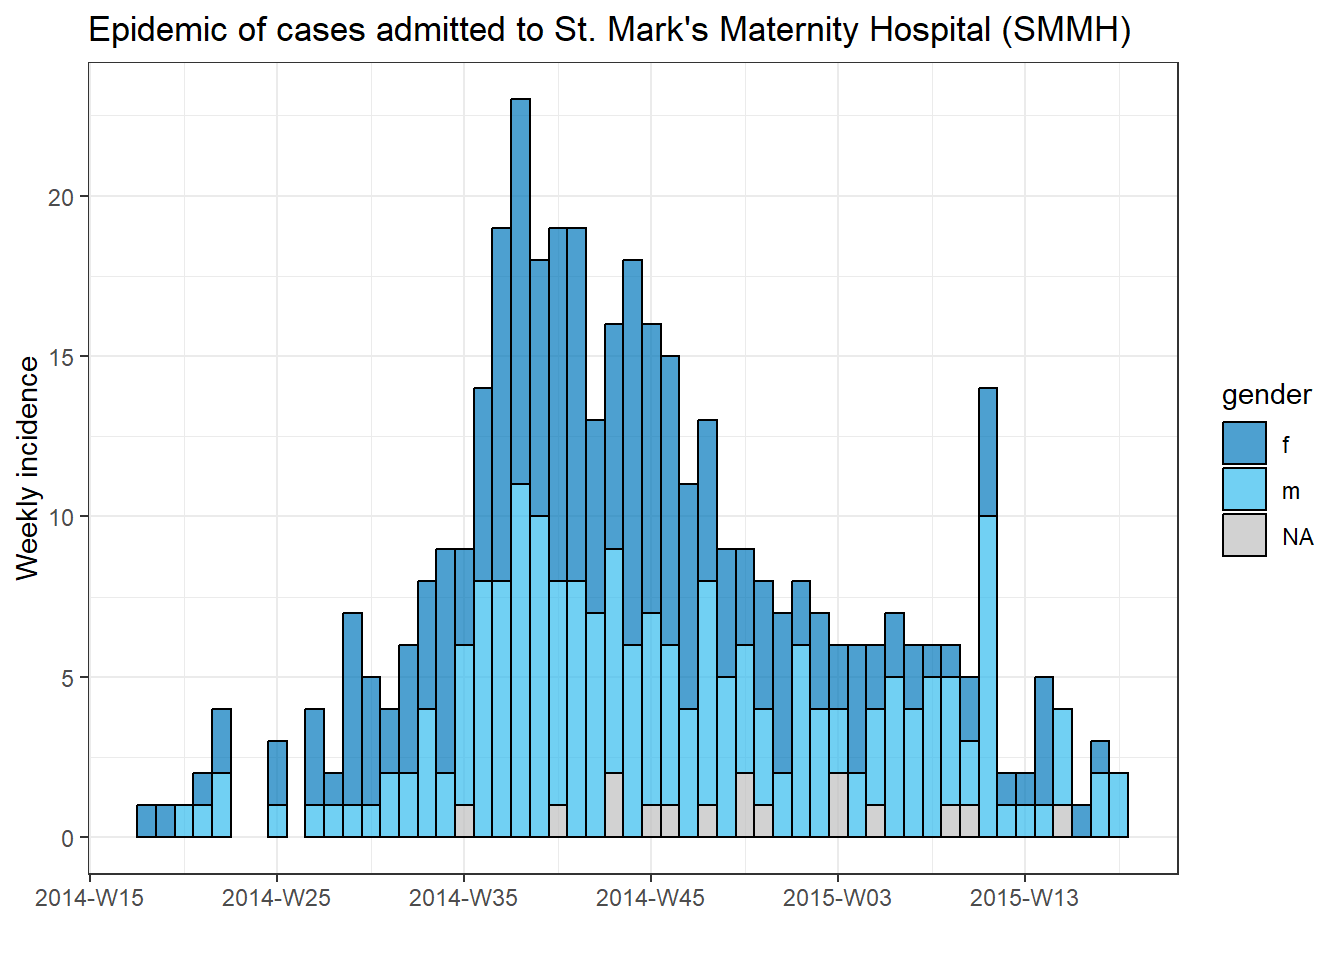 Epidemic of cases admitted to St. Mark's Maternity Hospital (SMMH)
Weekly incidence
20
15
10
5
0
2014-W15
2014-W25
2014-W35
2014-W45
2015-W03
2015-W13
gender
f
m
NA